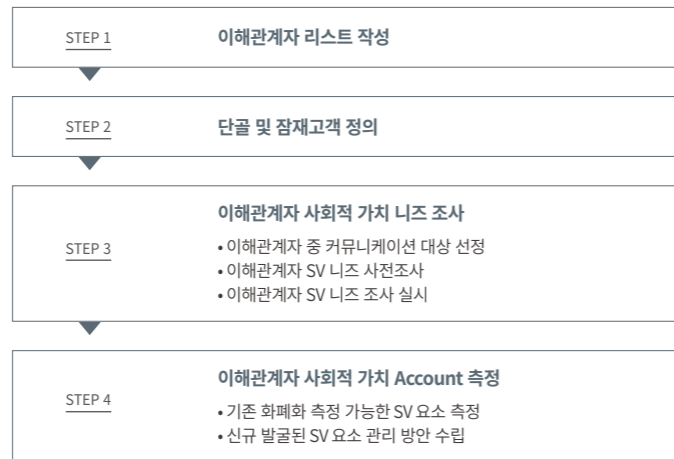 STEP 1
이해관계자 리스트 작성
STEP 2
단골 및 잠재고객 정의
STEP 3
이해관계자 사회적 가치 니즈 조사
• 이해관계자 중 커뮤니케이션 대상 선정
• 이해관계자 SV 니즈 사전조사
• 이해관계자 SV 니즈 조사 실시
STEP 4
이해관계자 사회적 가치 Account 측정
• 기존 화폐화 측정 가능한 SV 요소 측정
• 신규 발굴된 SV 요소 관리 방안 수립